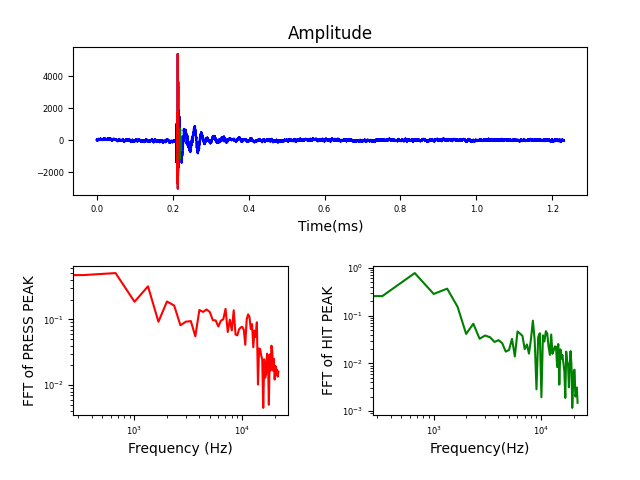 Amplitude
4000
2000
0
−2000
0.0 0.2 0.4 0.6 0.8 1.0 1.2
Time(ms)
FFT of PRESS PEAK
10⁻¹
10⁻²
10³ 10⁴
Frequency (Hz)
FFT of HIT PEAK
10⁰
10⁻¹
10⁻²
10⁻³
10³ 10⁴
Frequency(Hz)